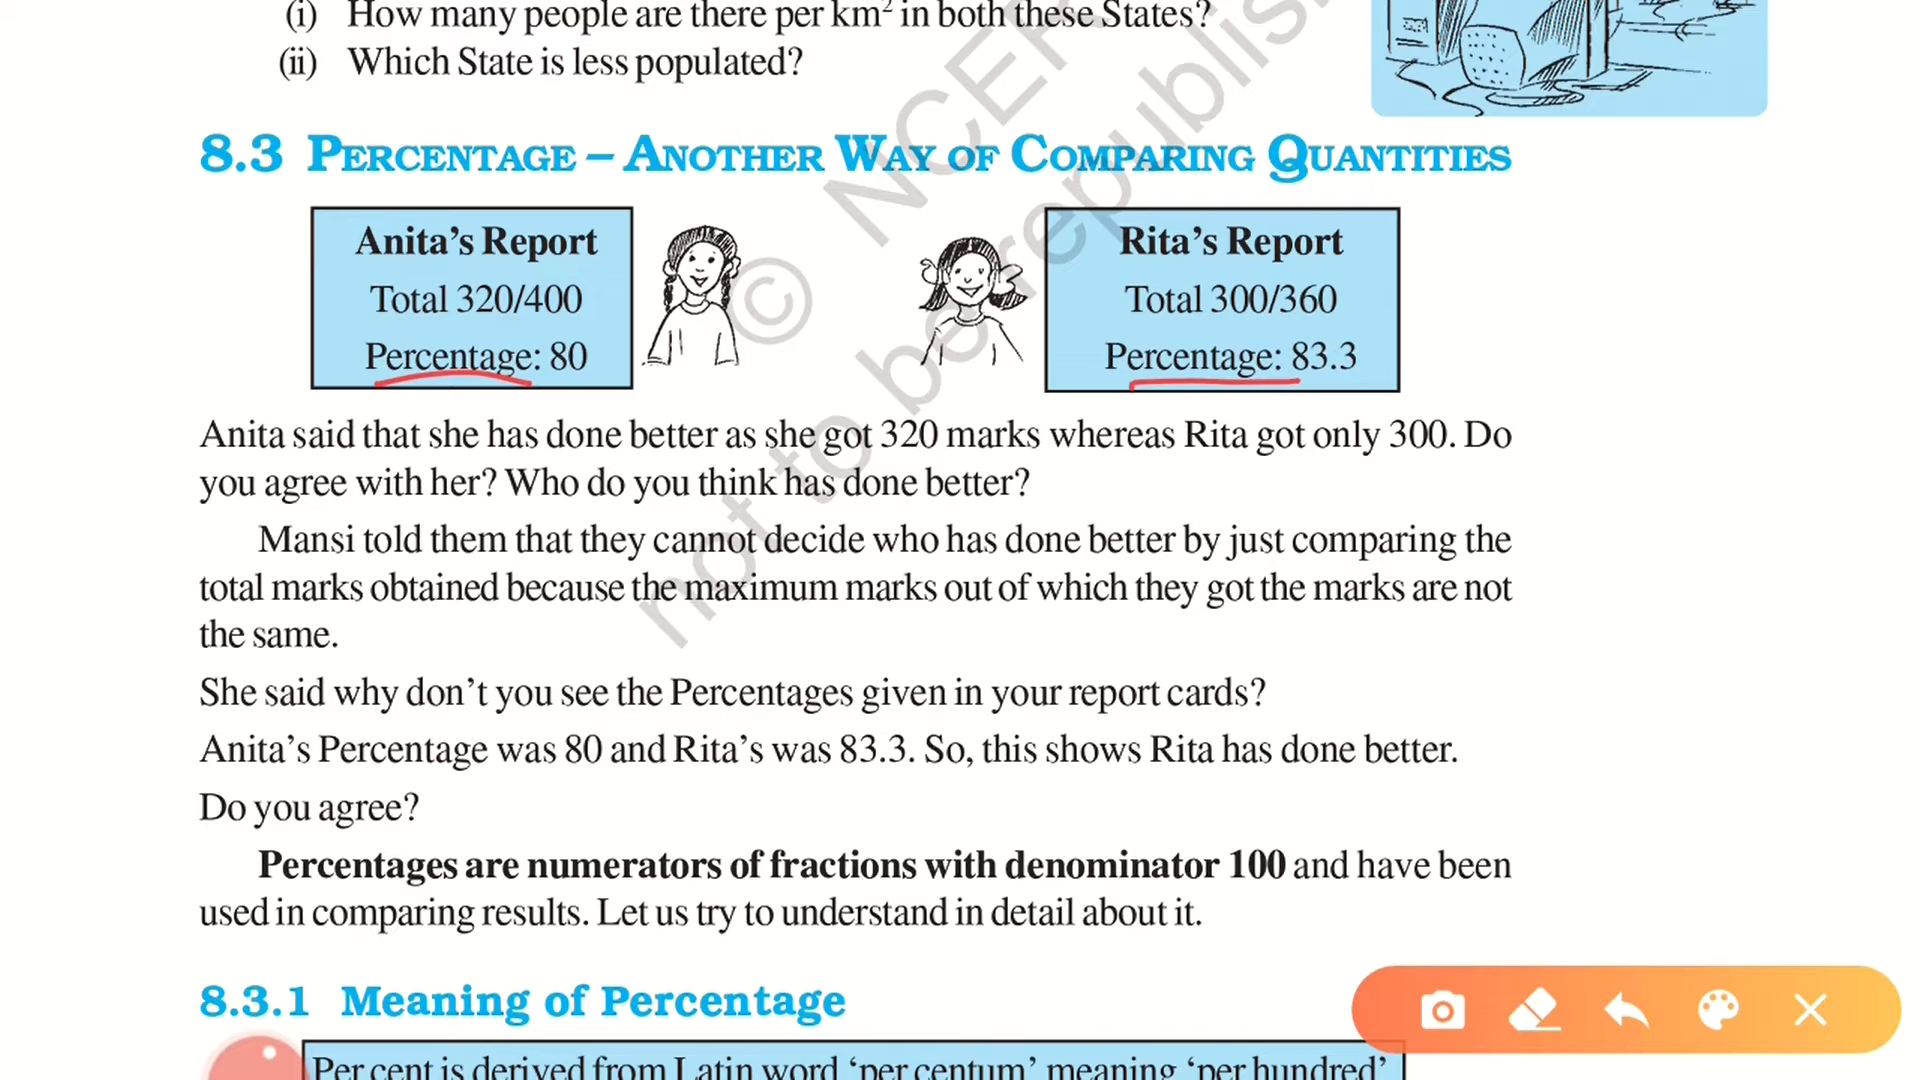 (i) How many people are there per km² in both these States?
(ii) Which State is less populated?
8.3 PERCENTAGE – ANOTHER WAY OF COMPARING QUANTITIES
Anita's Report
Total 320/400
Percentage: 80
Rita's Report
Total 300/360
Percentage: 83.3
Anita said that she has done better as she got 320 marks whereas Rita got only 300. Do
you agree with her? Who do you think has done better?
Mansi told them that they cannot decide who has done better by just comparing the
total marks obtained because the maximum marks out of which they got the marks are not
the same.
She said why don't you see the Percentages given in your report cards?
Anita's Percentage was 80 and Rita's was 83.3. So, this shows Rita has done better.
Do you agree?
Percentages are numerators of fractions with denominator 100 and have been
used in comparing results. Let us try to understand in detail about it.
8.3.1 Meaning of Percentage
Per cent is derived from Latin word 'per centum' meaning 'per hundred'
© NCER
not to be republis